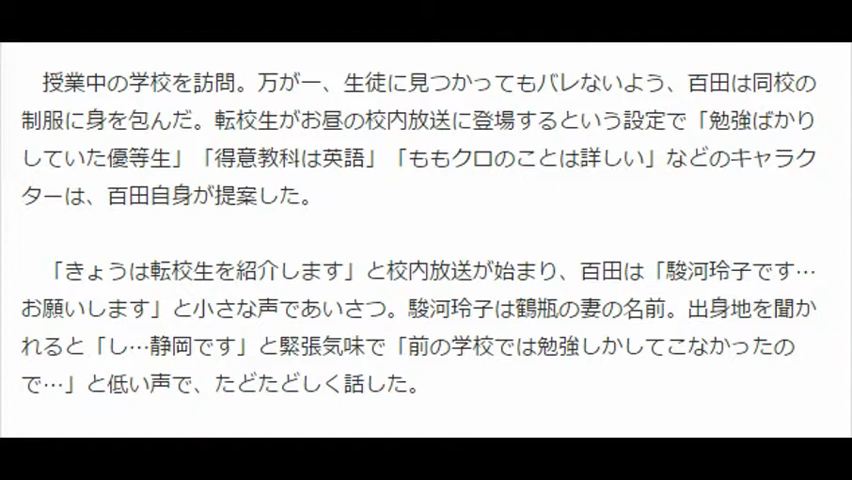 授業中の学校を訪問。万が一、生徒に見つかってもバレないよう、百田は同校の
制服に身を包んだ。転校生がお昼の校内放送に登場するという設定で「勉強ばかり
していた優等生」「得意教科は英語」「ももクロのことは詳しい」などのキャラク
ターは、百田自身が提案した。
「きょうは転校生を紹介します」と校内放送が始まり、百田は「駿河玲子です…
お願いします」と小さな声であいさつ。駿河玲子は鶴瓶の妻の名前。出身地を聞か
れると「し…静岡です」と緊張気味で「前の学校では勉強しかしてこなかったの
で…」と低い声で、たどたどしく話した。